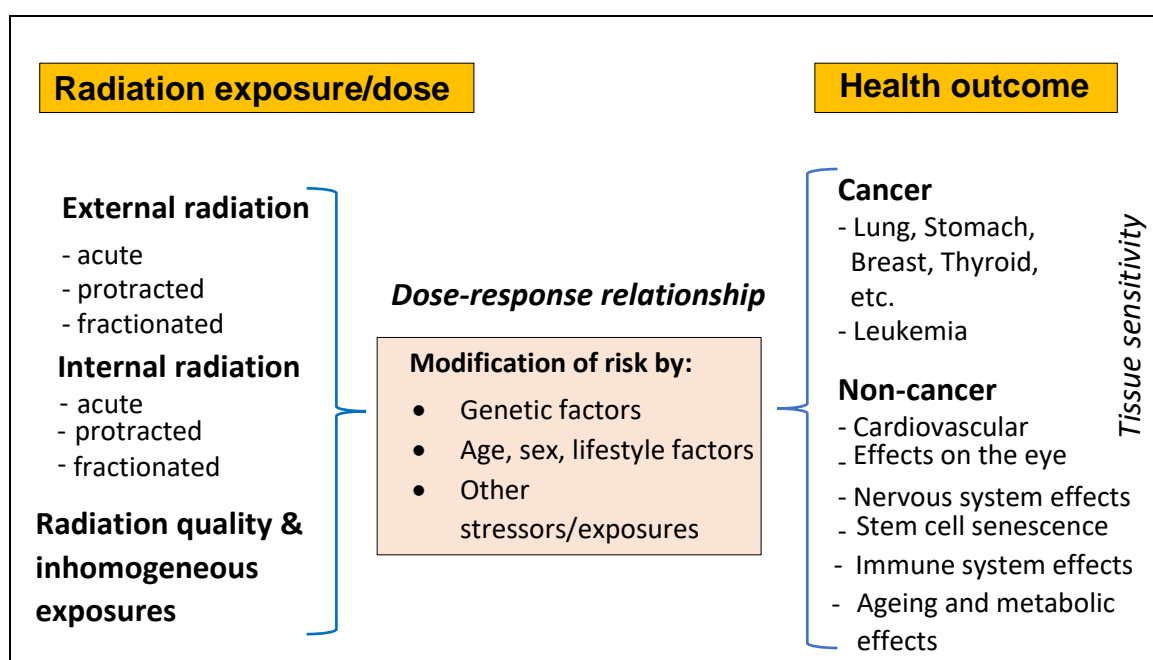 Radiation exposure/dose
External radiation
- acute
- protracted
- fractionated
Internal radiation
- acute
- protracted
- fractionated
Radiation quality &
inhomogeneous
exposures
Dose-response relationship
Modification of risk by:
• Genetic factors
• Age, sex, lifestyle factors
• Other
stressors/exposures
Health outcome
Cancer
- Lung, Stomach,
Breast, Thyroid,
etc.
- Leukemia
Non-cancer
- Cardiovascular
- Effects on the eye
- Nervous system effects
- Stem cell senescence
- Immune system effects
- Ageing and metabolic
effects
Tissue sensitivity